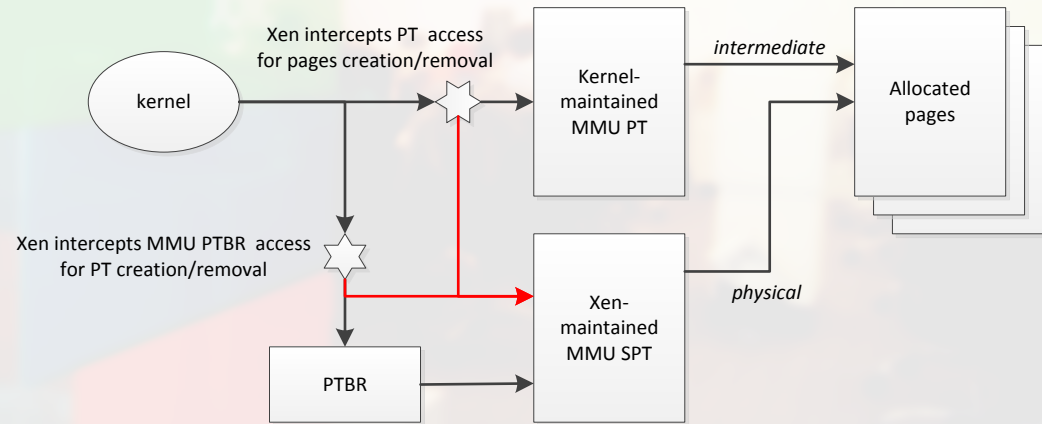 Xen intercepts PT access
for pages creation/removal
kernel
Kernel-
maintained
MMU PT
intermediate
Allocated
pages
Xen intercepts MMU PTBR access
for PT creation/removal
Xen-
maintained
MMU SPT
physical
PTBR